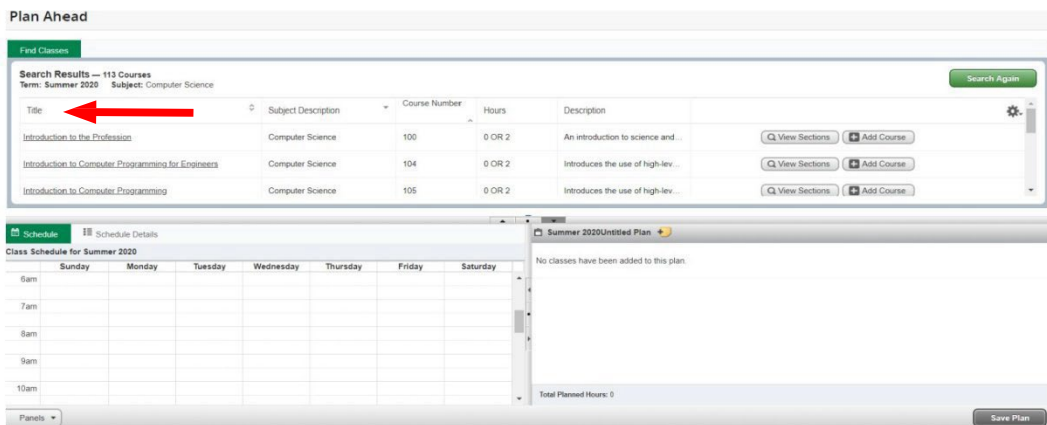 Plan Ahead
Find Classes
Search Results — 113 Courses
Term: Summer 2020 Subject: Computer Science
Search Again
Title Subject Description Course Number Hours Description
Introduction to the Profession Computer Science 100 0 OR 2 An introduction to science and... View Sections Add Course
Introduction to Computer Programming for Engineers Computer Science 104 0 OR 2 Introduces the use of high-lev... View Sections Add Course
Introduction to Computer Programming Computer Science 105 0 OR 2 Introduces the use of high-lev... View Sections Add Course
Schedule Schedule Details
Class Schedule for Summer 2020
Sunday Monday Tuesday Wednesday Thursday Friday Saturday
6am
7am
8am
9am
10am
Summer 2020Untitled Plan
No classes have been added to this plan.
Total Planned Hours: 0
Panels
Save Plan